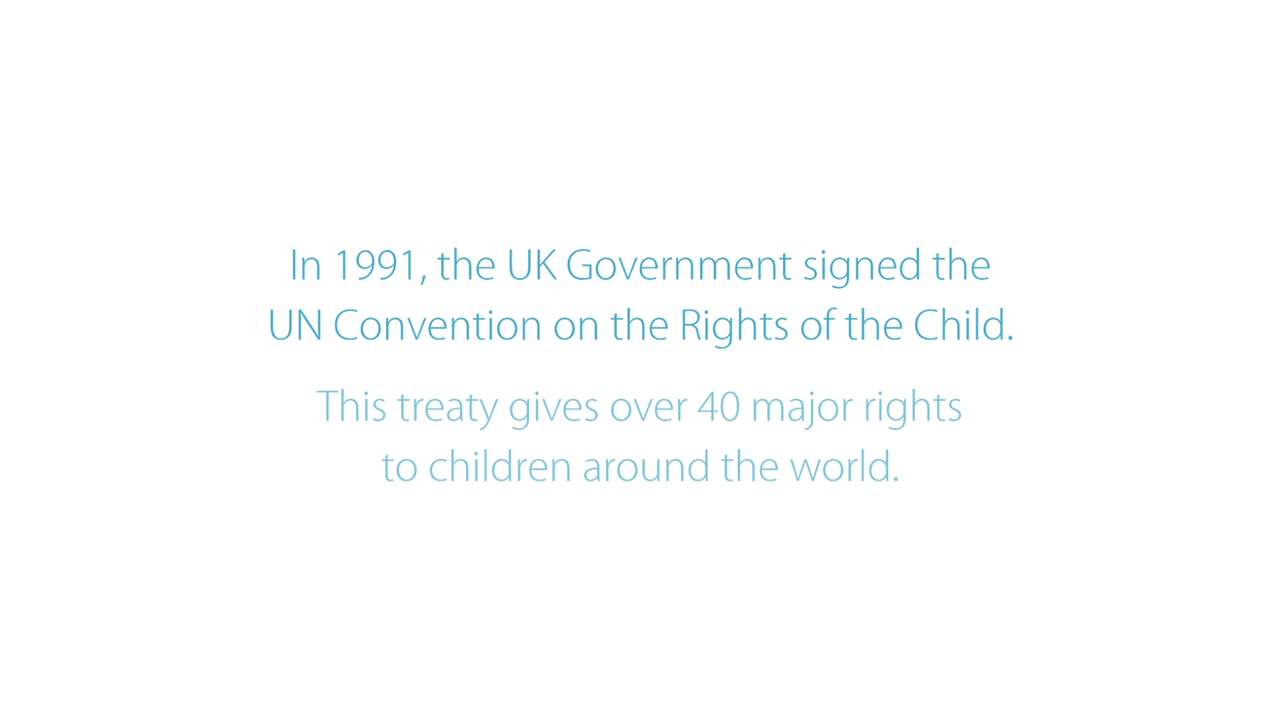 In 1991, the UK Government signed the
UN Convention on the Rights of the Child.
This treaty gives over 40 major rights
to children around the world.